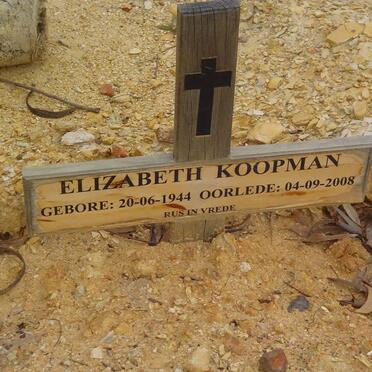 ELIZABETH KOOPMAN
GEBORE: 20-06-1944 OORLEDE: 04-09-2008
RUS IN VREDE